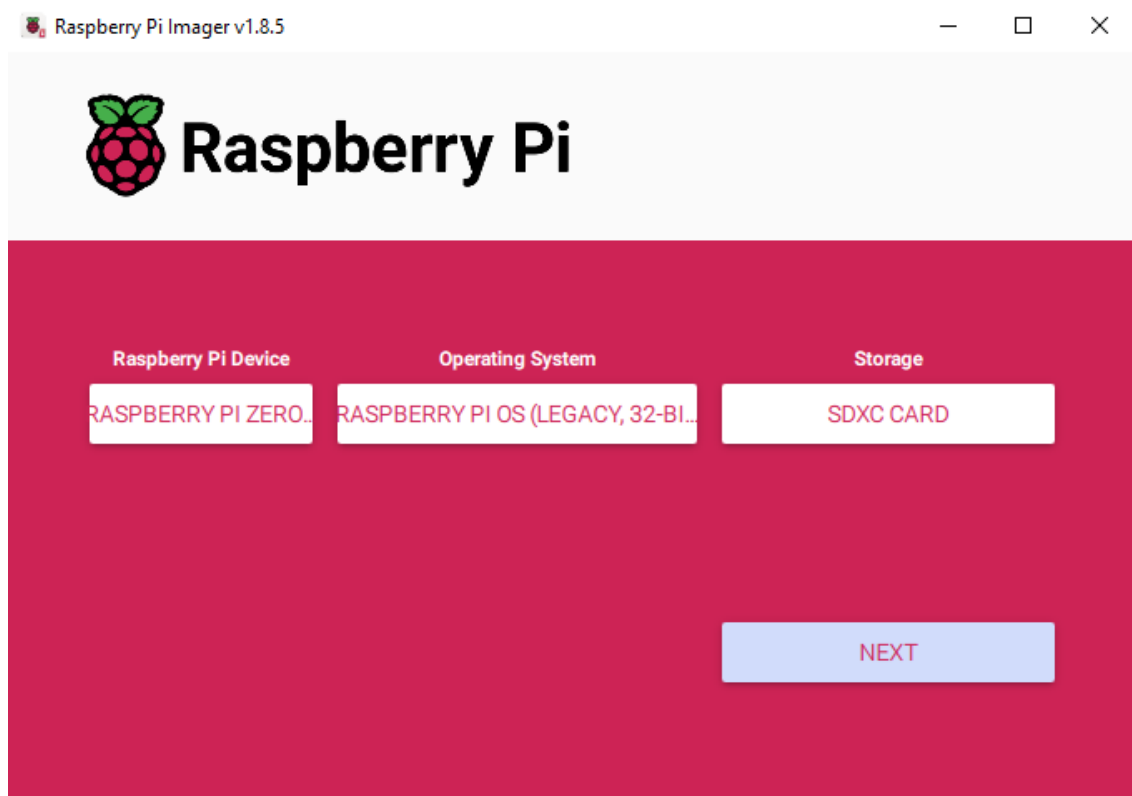 Raspberry Pi Imager v1.8.5
Raspberry Pi
Raspberry Pi Device Operating System Storage
RASPBERRY PI ZERO... RASPBERRY PI OS (LEGACY, 32-BI... SDXC CARD
NEXT